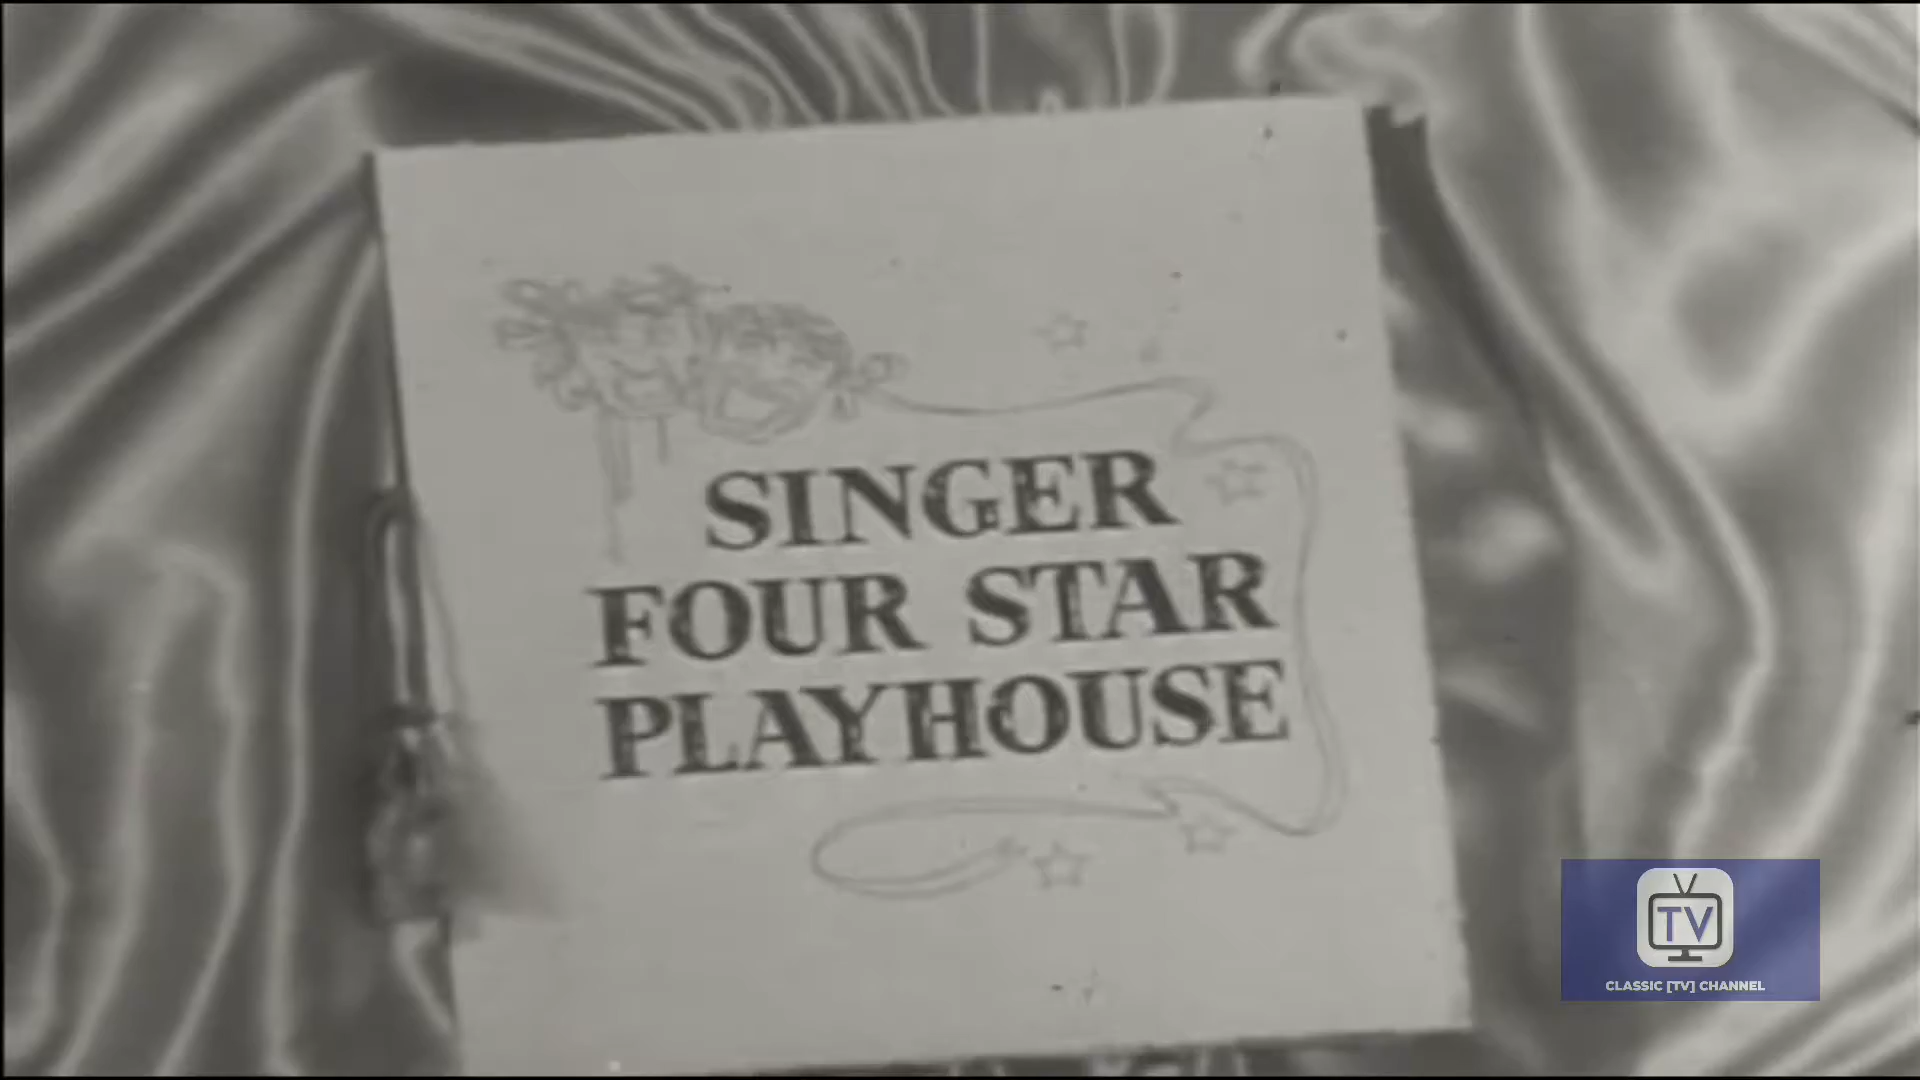 SINGER
FOUR STAR
PLAYHOUSE
TV
CLASSIC [TV] CHANNEL